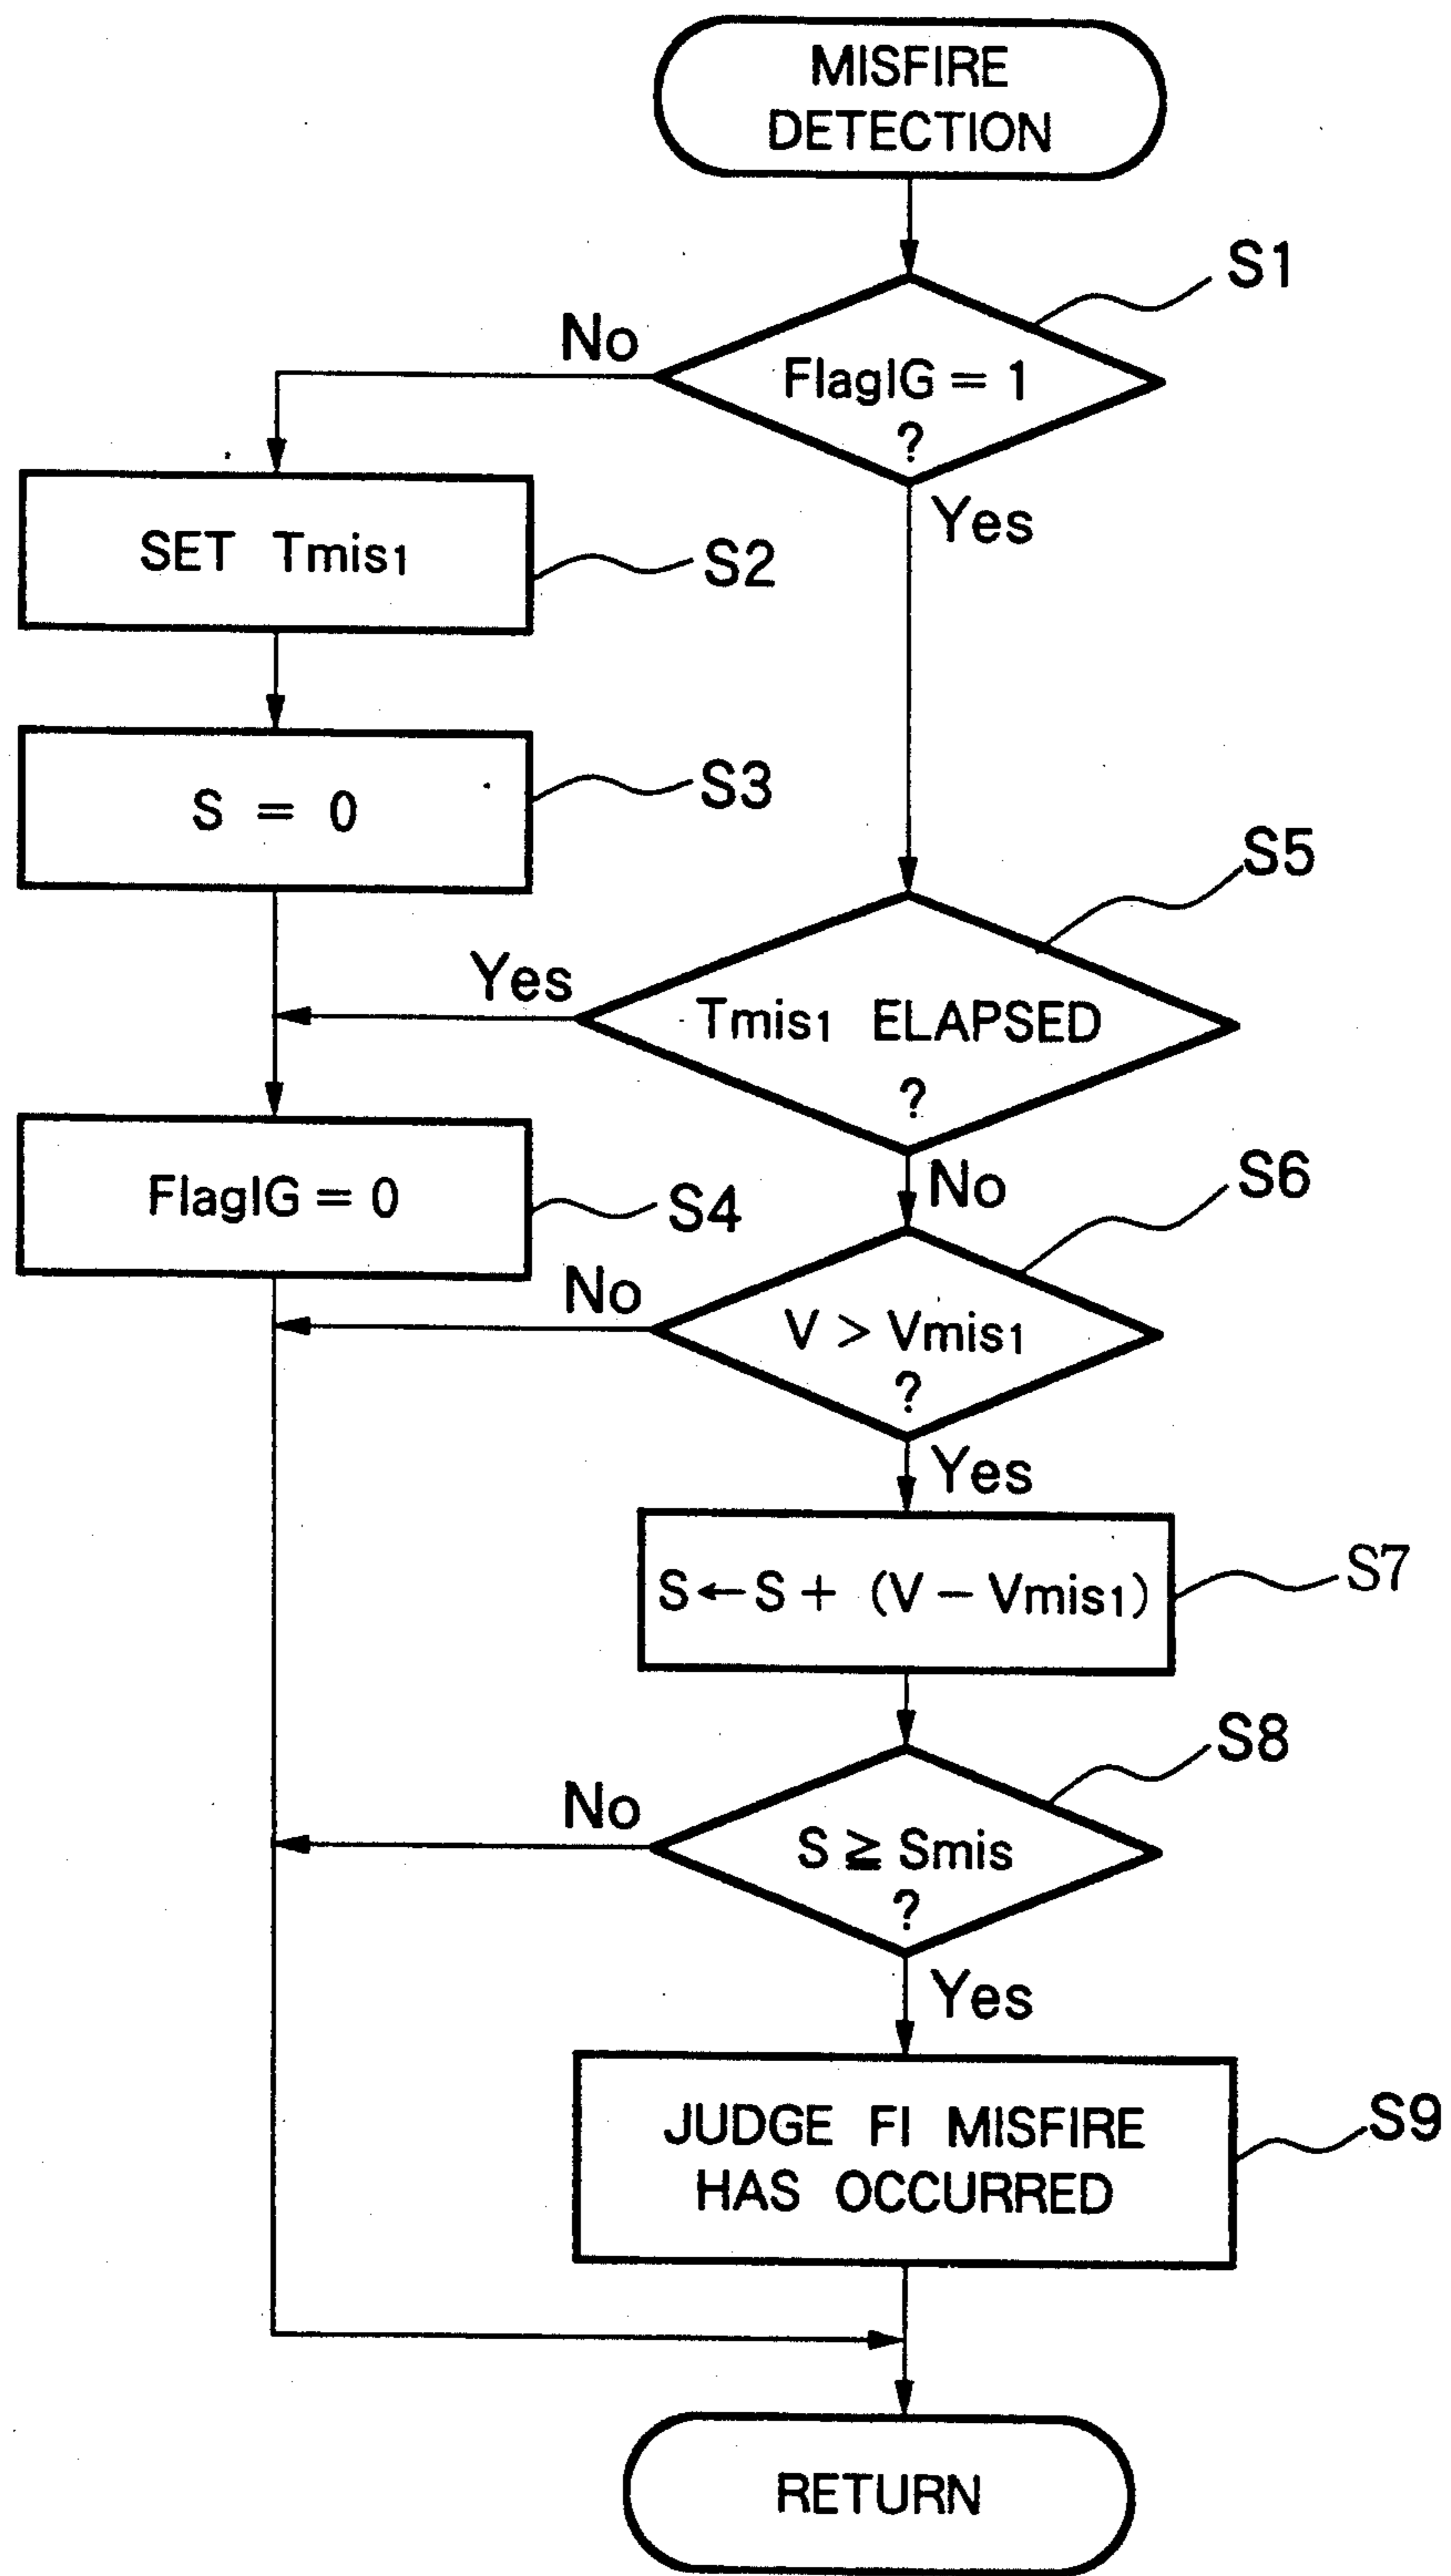 MISFIRE
DETECTION
S1
No
FlagIG = 1
?
Yes
SET Tmis1
S2
S = 0
S3
S5
Yes
Tmis1 ELAPSED
?
No
FlagIG = 0
S4
S6
No
V > Vmis1
?
Yes
S←S + (V − Vmis1)
S7
S8
No
S ≧ Smis
?
Yes
JUDGE FI MISFIRE
HAS OCCURRED
S9
RETURN